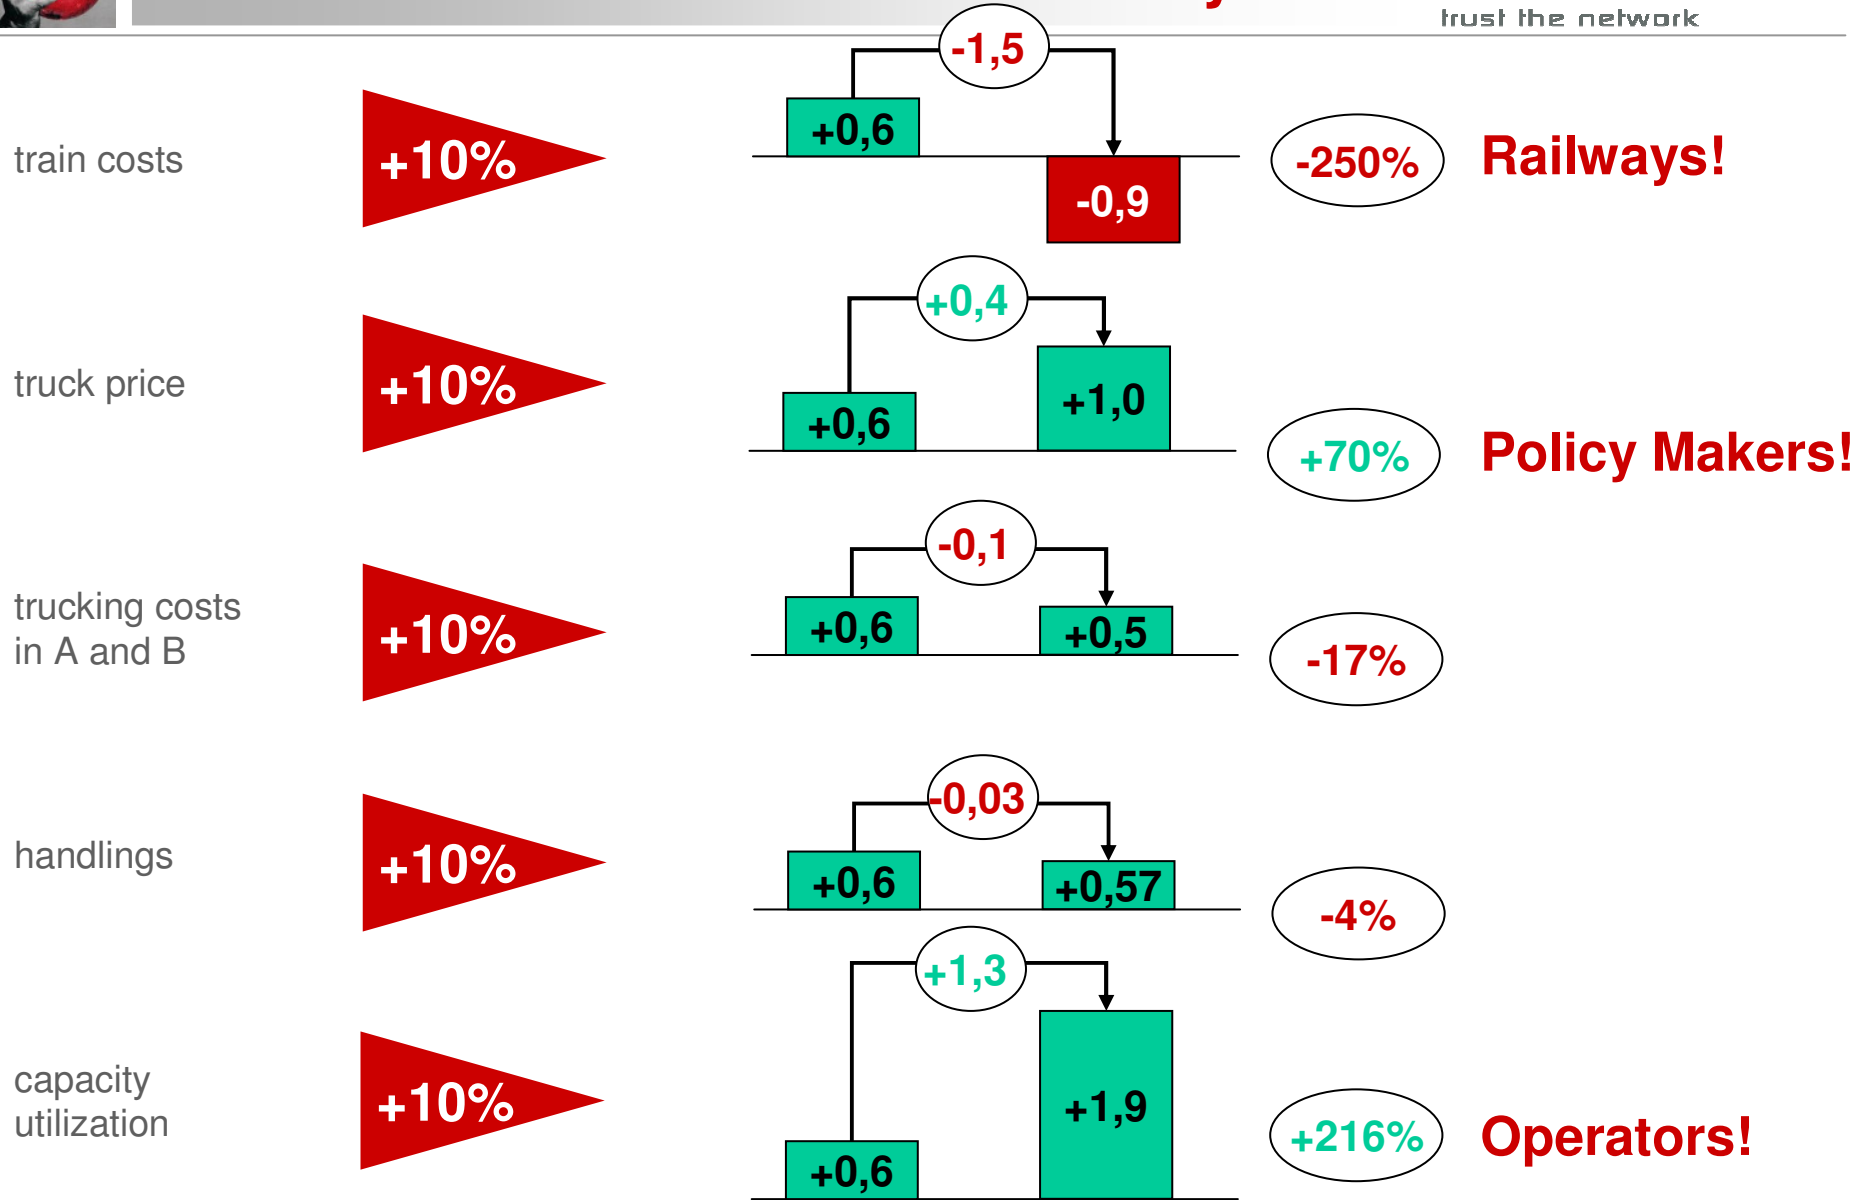 trust the network
-1,5
+0,6
train costs
+10%
-250%
Railways!
-0,9
+0,4
truck price
+10%
+1,0
+0,6
+70%
Policy Makers!
-0,1
trucking costs
in A and B
+10%
+0,6
+0,5
-17%
-0,03
handlings
+10%
+0,6
+0,57
-4%
+1,3
capacity
utilization
+10%
+1,9
+216%
Operators!
+0,6